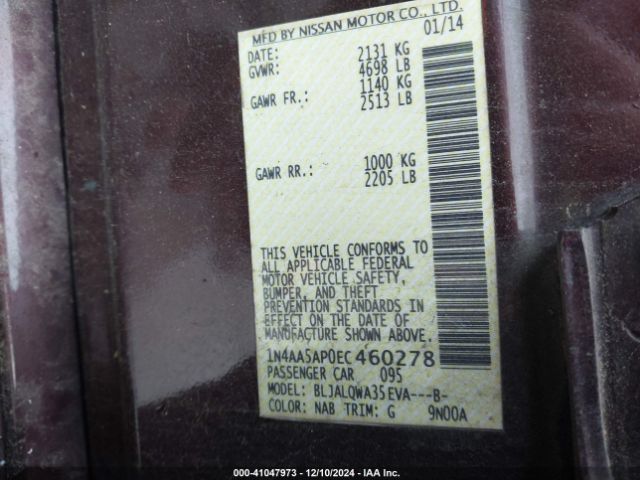 MFD BY NISSAN MOTOR CO., LTD.
DATE: 01/14
GVWR: 2131 KG
4698 LB
GAWR FR.: 1140 KG
2513 LB
GAWR RR.: 1000 KG
2205 LB
THIS VEHICLE CONFORMS TO
ALL APPLICABLE FEDERAL
MOTOR VEHICLE SAFETY,
BUMPER, AND THEFT
PREVENTION STANDARDS IN
EFFECT ON THE DATE OF
MANUFACTURE SHOWN ABOVE.
1N4AA5AP0EC460278
PASSENGER CAR 095
MODEL: BLJALQWA35EVA---B-
COLOR: NAB TRIM: G 9N00A
000-41047973 – 12/10/2024 – IAA Inc.